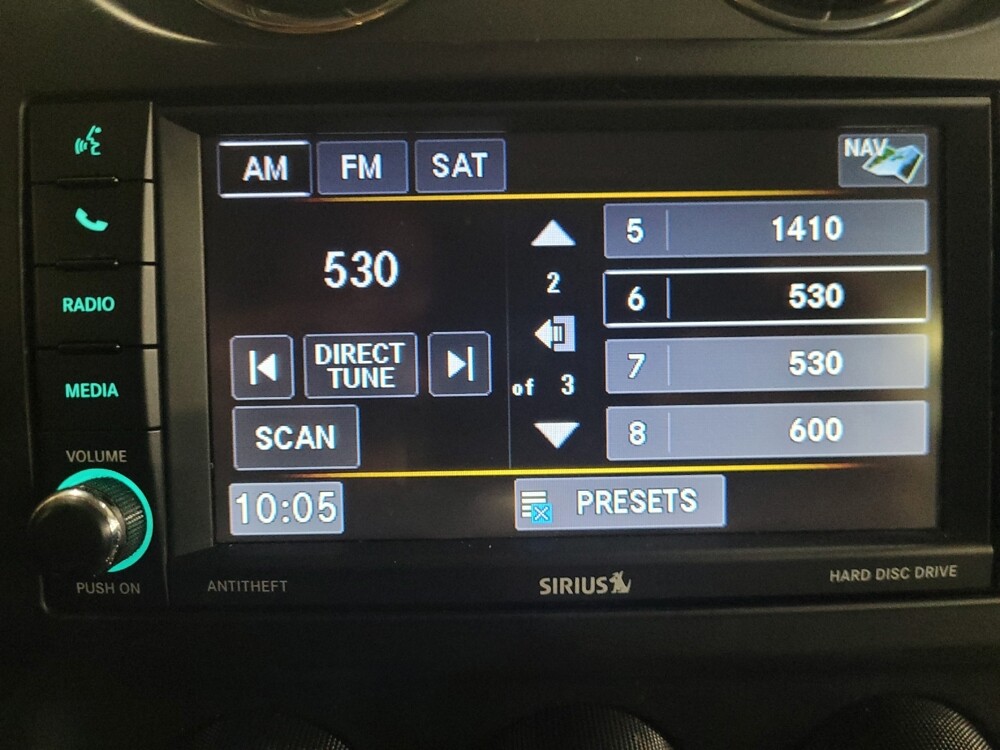 AM FM SAT NAV
RADIO
MEDIA
VOLUME
PUSH ON
530
DIRECT
TUNE
SCAN
2
of 3
5 1410
6 530
7 530
8 600
10:05
PRESETS
ANTITHEFT
SIRIUS
HARD DISC DRIVE